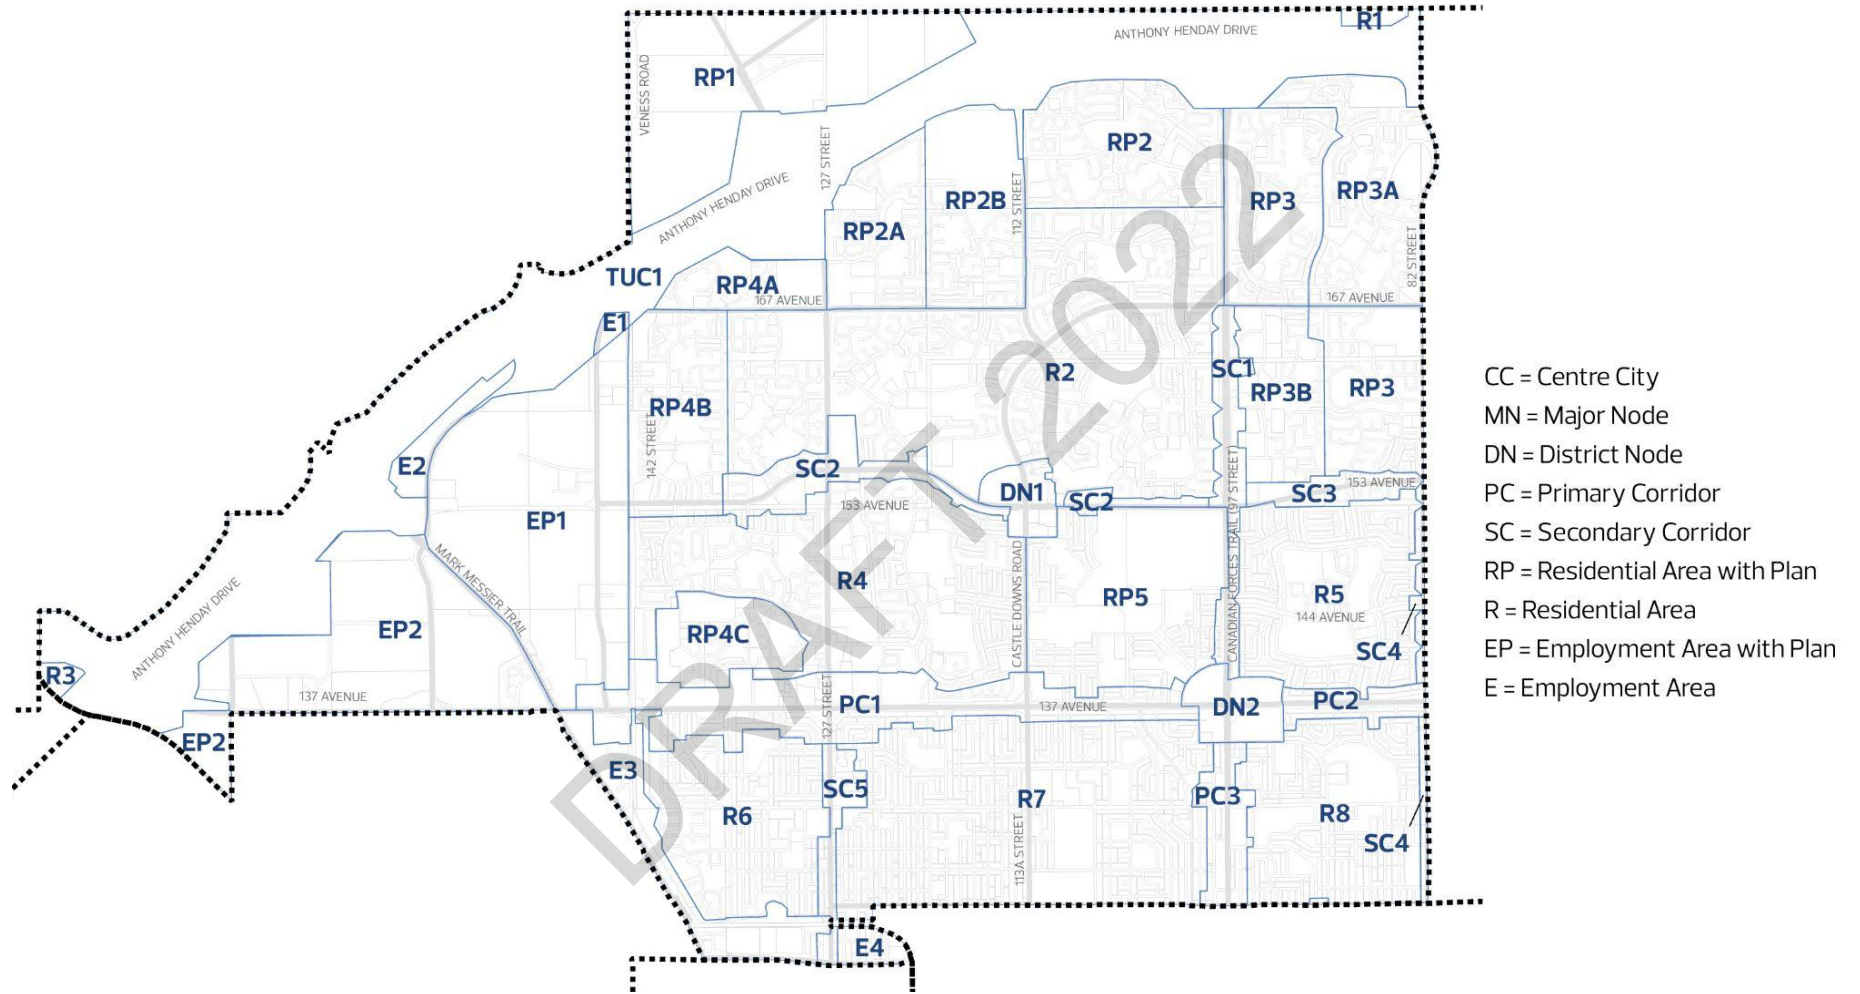 R1
ANTHONY HENDAY DRIVE
RP1
VENESS ROAD
127 STREET
RP2
RP2B
112 STREET
RP3
RP3A
RP2A
ANTHONY HENDAY DRIVE
82 STREET
TUC1
RP4A
167 AVENUE
167 AVENUE
E1
R2
SC1
RP3B
RP3
RP4B
142 STREET
E2
SC2
DN1
SC2
SC3
153 AVENUE
153 AVENUE
CANADIAN FORCES TRAIL (97 STREET)
EP1
MARK MESSIER TRAIL
R4
RP5
R5
144 AVENUE
CASTLE DOWNS ROAD
EP2
RP4C
SC4
ANTHONY HENDAY DRIVE
R3
137 AVENUE
127 STREET
PC1
137 AVENUE
DN2
PC2
EP2
E3
SC5
R6
R7
PC3
R8
113A STREET
SC4
E4
DRAFT 2022
CC = Centre City
MN = Major Node
DN = District Node
PC = Primary Corridor
SC = Secondary Corridor
RP = Residential Area with Plan
R = Residential Area
EP = Employment Area with Plan
E = Employment Area